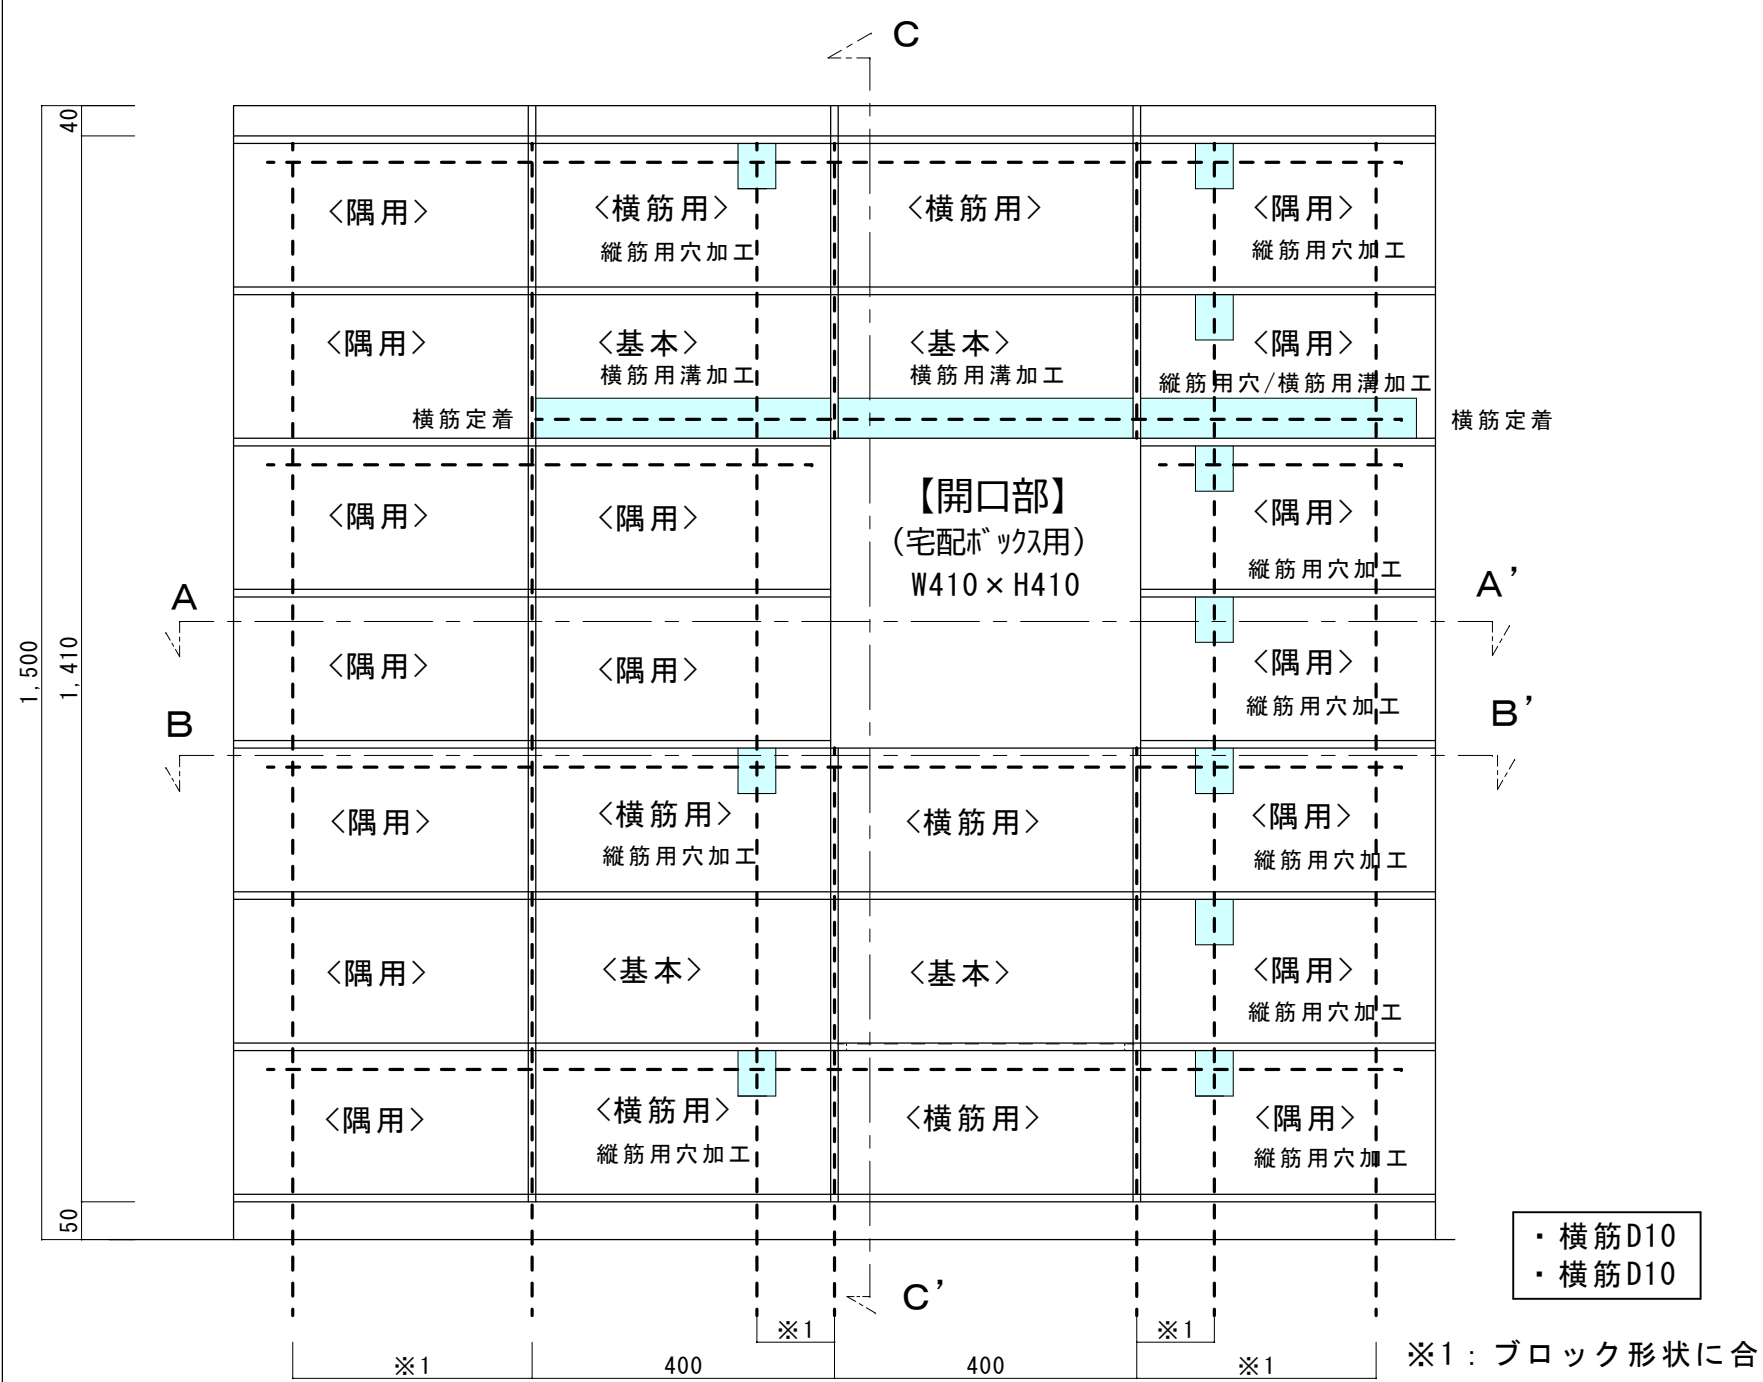 C
40
<隅用>
<横筋用>
縦筋用穴加工
<横筋用>
<隅用>
縦筋用穴加工
<隅用>
<基本>
横筋用溝加工
<基本>
横筋用溝加工
<隅用>
縦筋用穴/横筋用溝加工
横筋定着
横筋定着
<隅用>
<隅用>
【開口部】
(宅配ボックス用)
W410×H410
<隅用>
縦筋用穴加工
A
A'
1,500
1,410
<隅用>
<隅用>
<隅用>
縦筋用穴加工
B
B'
<隅用>
<横筋用>
縦筋用穴加工
<横筋用>
<隅用>
縦筋用穴加工
<隅用>
<基本>
<基本>
<隅用>
縦筋用穴加工
<隅用>
<横筋用>
縦筋用穴加工
<横筋用>
<隅用>
縦筋用穴加工
50
・横筋D10
・横筋D10
C'
※1
※1
※1
400
400
※1
※1：ブロック形状に合